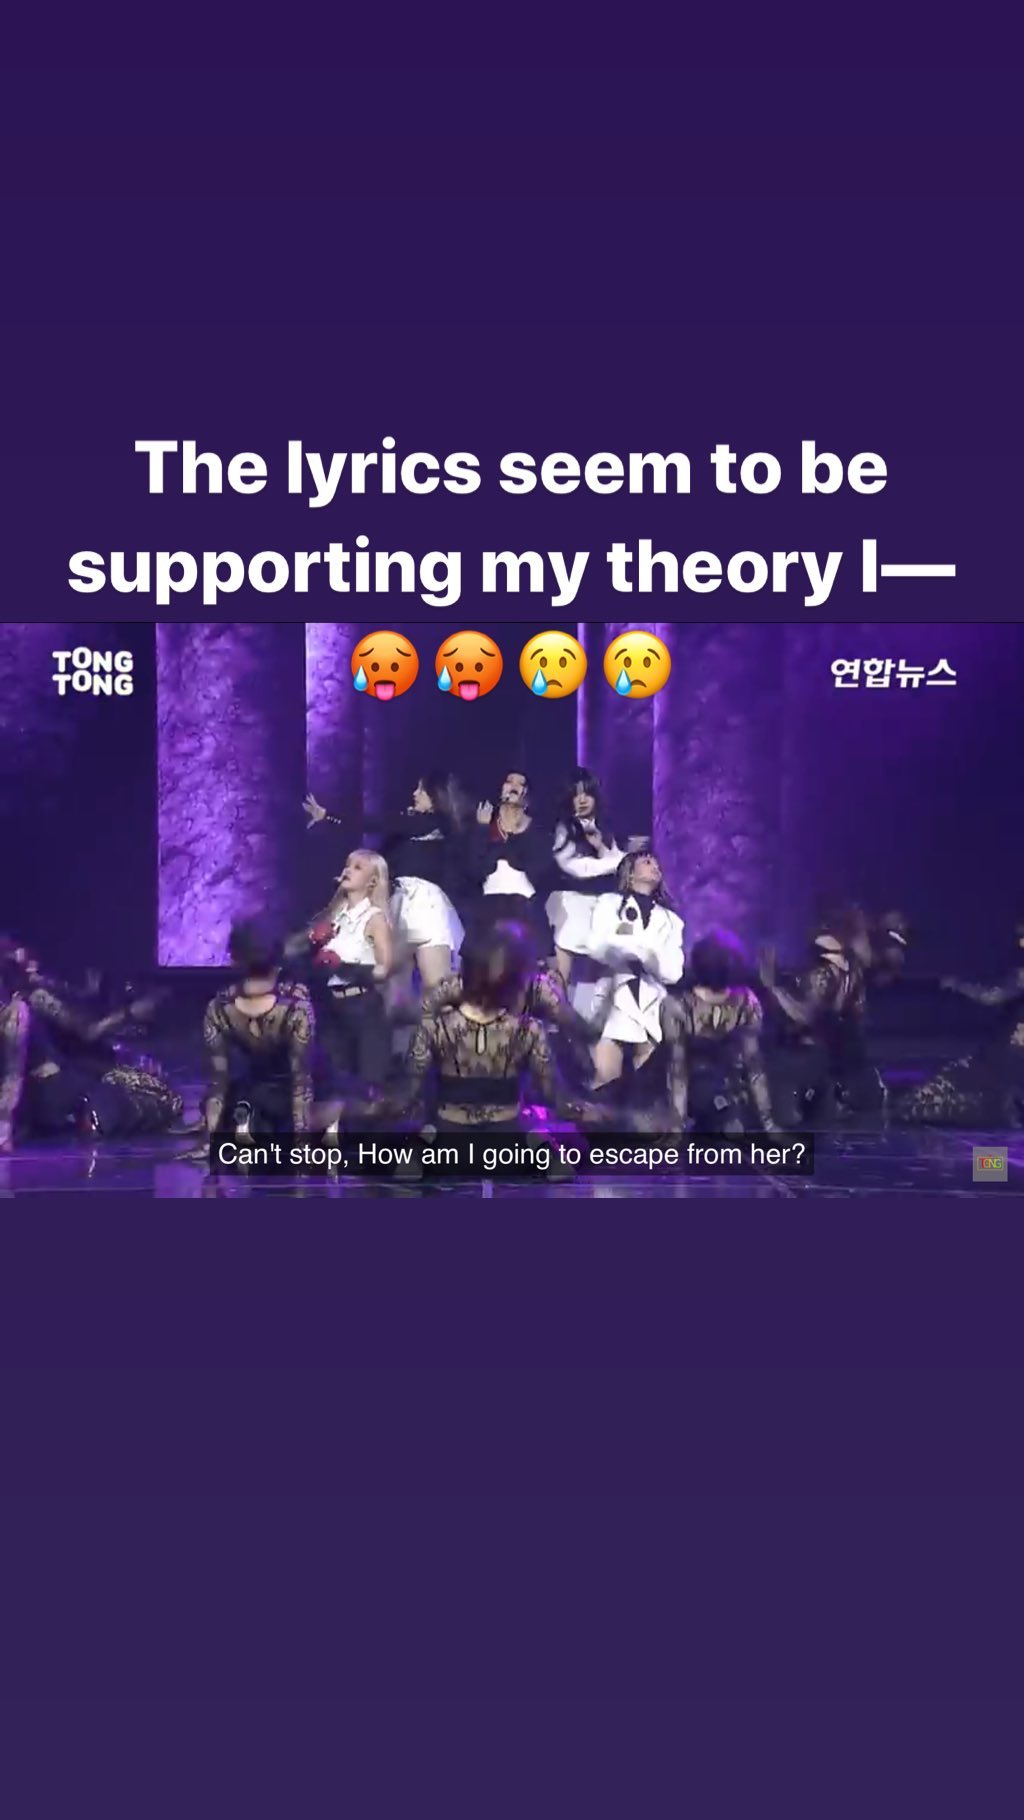 The lyrics seem to be
supporting my theory I—
🥵🥵😢😢
TONG
TONG
연합뉴스
Can't stop, How am I going to escape from her?
TONG